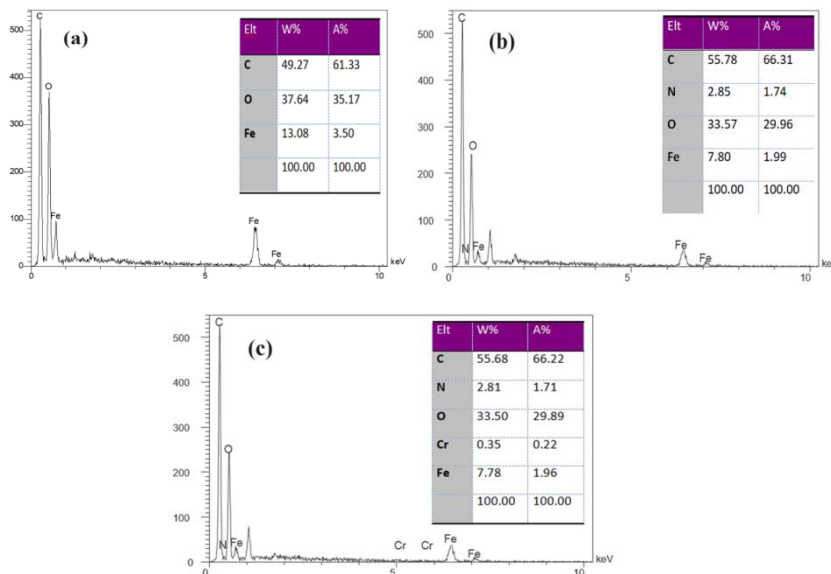 (a)
500
400
300
200
100
0
C
O
Fe
Fe
Fe
0
5
10
keV
Elt W% A%
C 49.27 61.33
O 37.64 35.17
Fe 13.08 3.50
100.00 100.00
(b)
500
400
300
200
100
0
C
O
N
Fe
Fe
Fe
0
5
10
ke
Elt W% A%
C 55.78 66.31
N 2.85 1.74
O 33.57 29.96
Fe 7.80 1.99
100.00 100.00
(c)
500
400
300
200
100
0
C
O
N
Fe
Cr
Cr
Fe
Fe
0
5
10
keV
Elt W% A%
C 55.68 66.22
N 2.81 1.71
O 33.50 29.89
Cr 0.35 0.22
Fe 7.78 1.96
100.00 100.00